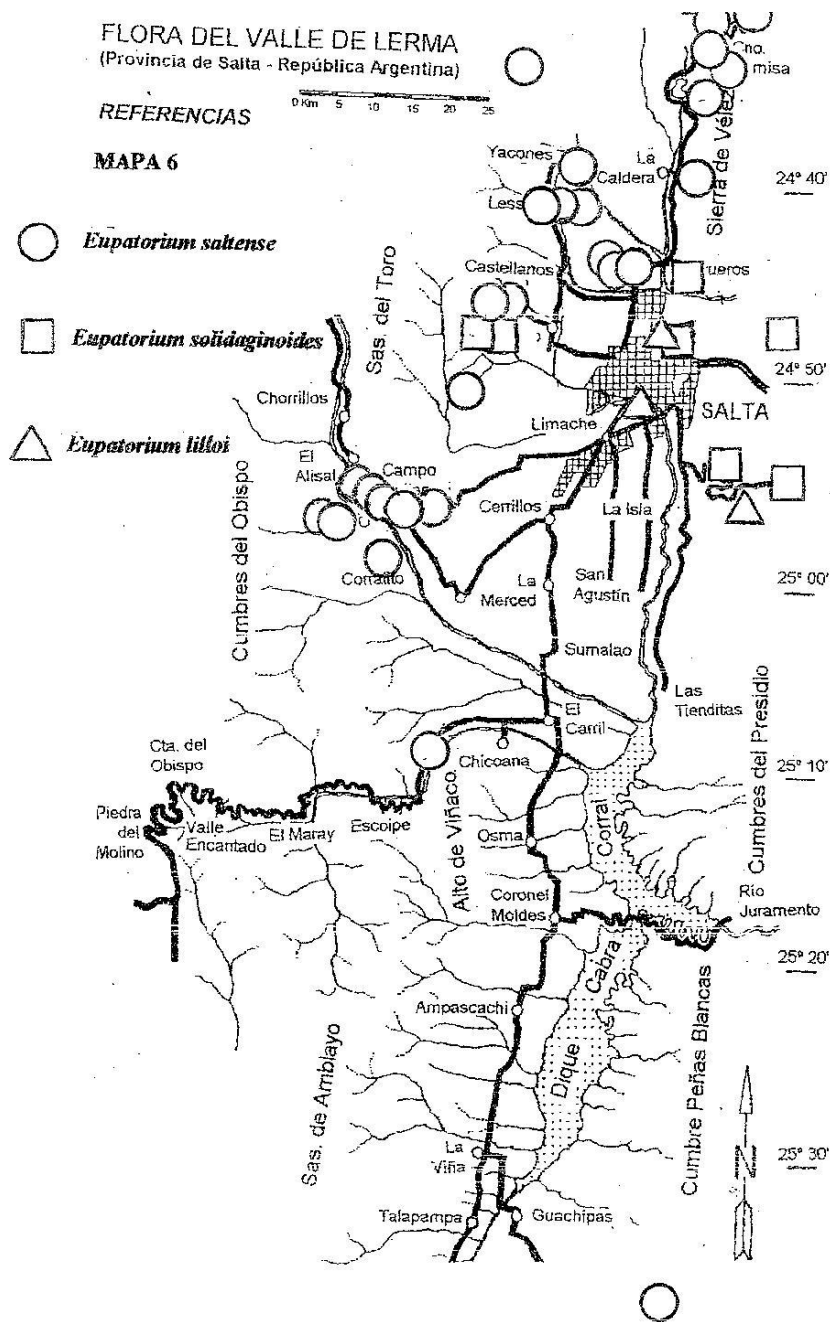 FLORA DEL VALLE DE LERMA
(Provincia de Salta - República Argentina)
0 Km 5 10 15 20 25
REFERENCIAS
MAPA 6
Eupatorium saltense
Eupatorium solidaginoides
Eupatorium lilloi
Cno.
misa
Sierra de Vélez
Yacones
La
Caldera
24° 40'
Less
Castellanos
ueros
Sas. del Toro
24° 50'
Chorrillos
SALTA
Limache
El
Alisal
Campo
Cerrillos
La Isla
Cumbres del Obispo
Corralito
La
Merced
San
Agustín
25° 00'
Sumalao
Las
Tienditas
El
Carril
Cta. del
Obispo
Chicoana
Cumbres del Presidio
25° 10'
Piedra
del
Molino
Valle
Encantado
El Maray
Escoipe
Alto de Viñaco
Osma
Corral
Coronel
Moldes
Río
Juramento
25° 20'
Cabra
Ampascachi
Dique
Sas. de Amblayo
Cumbre Peñas Blancas
La
Viña
25° 30'
N
Talapampa
Guachipas